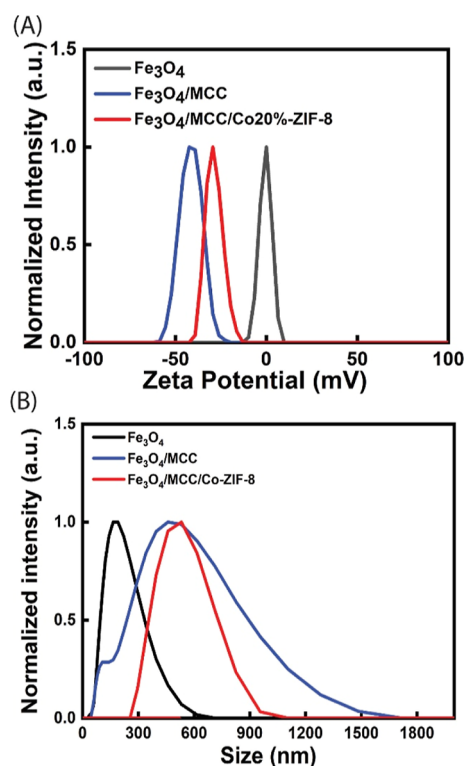 (A)
1.5
1.0
0.5
0.0
Normalized Intensity (a.u.)
Fe₃O₄
Fe₃O₄/MCC
Fe₃O₄/MCC/Co20%-ZIF-8
-100 -50 0 50 100
Zeta Potential (mV)
(B)
1.5
1.0
0.5
0.0
Normalized intensity (a.u.)
Fe₃O₄
Fe₃O₄/MCC
Fe₃O₄/MCC/Co-ZIF-8
0 300 600 900 1200 1500 1800
Size (nm)